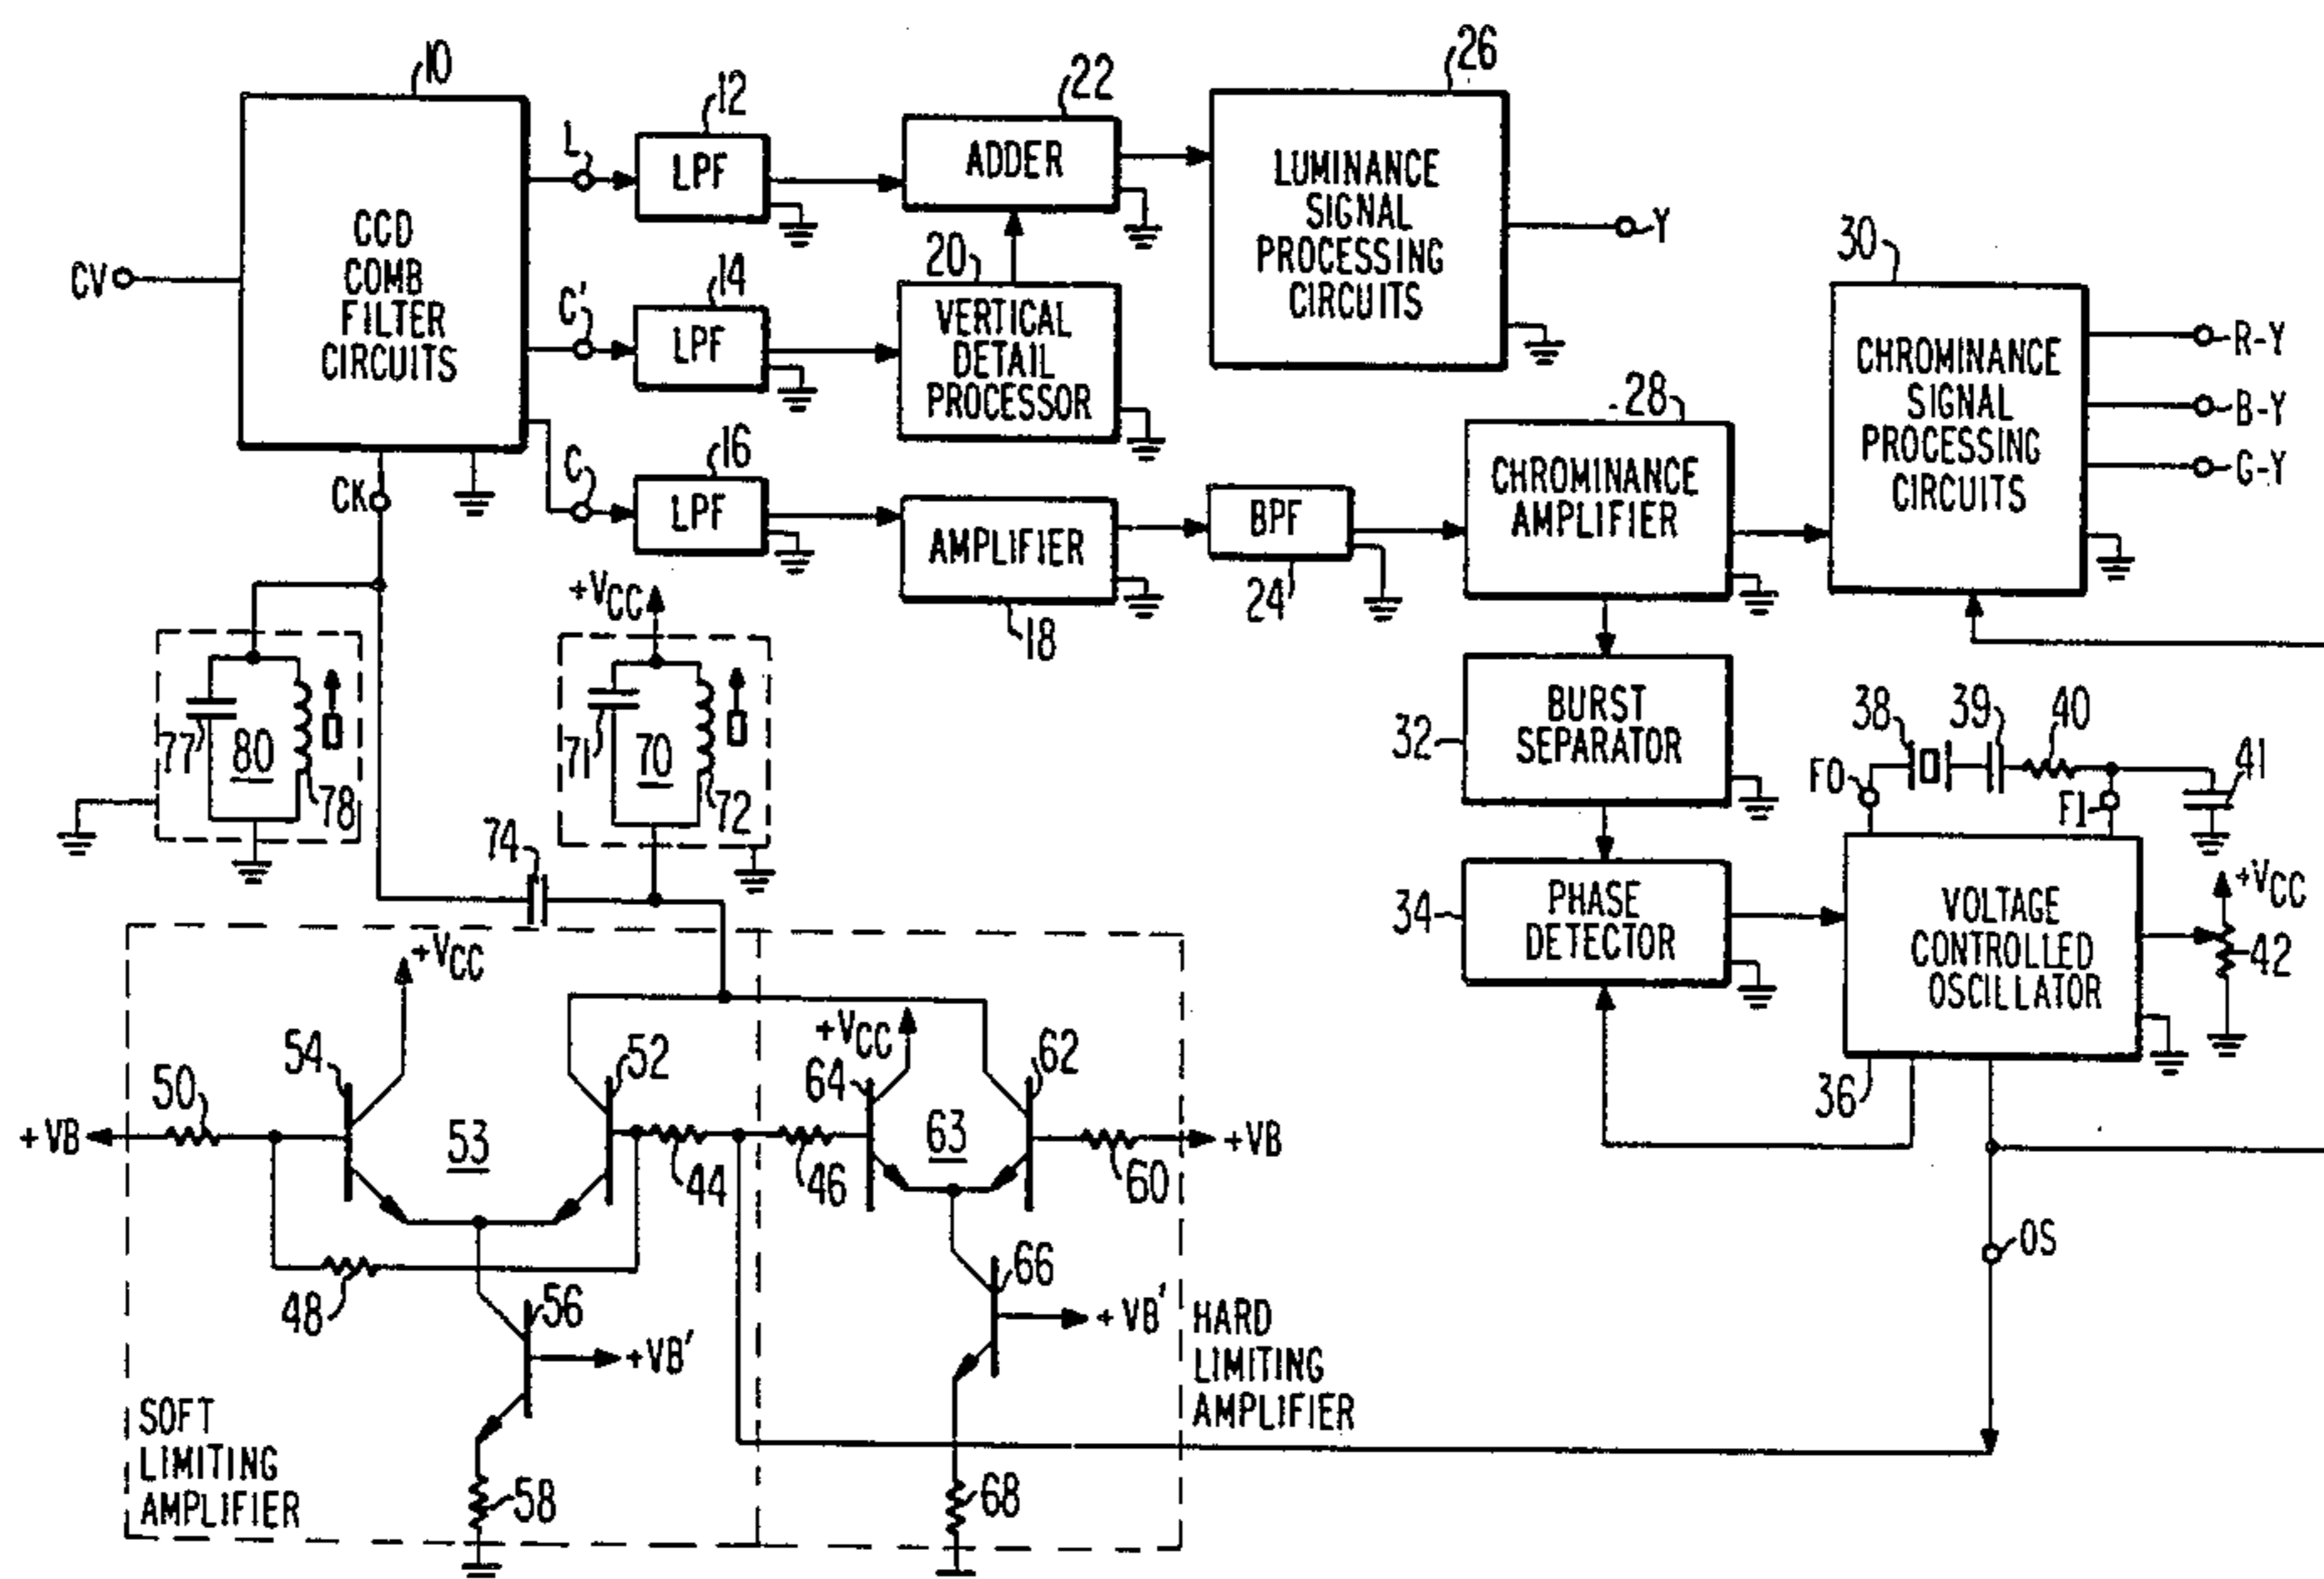 10
CCD
COMB
FILTER
CIRCUITS
CV
CK
L
C'
C
12
LPF
14
LPF
16
LPF
22
ADDER
20
VERTICAL
DETAIL
PROCESSOR
AMPLIFIER
18
26
LUMINANCE
SIGNAL
PROCESSING
CIRCUITS
Y
BPF
24
28
CHROMINANCE
AMPLIFIER
30
CHROMINANCE
SIGNAL
PROCESSING
CIRCUITS
R-Y
B-Y
G-Y
32
BURST
SEPARATOR
34
PHASE
DETECTOR
38
39
40
41
FO
FI
VOLTAGE
CONTROLLED
OSCILLATOR
36
+VCC
42
OS
77
80
78
+VCC
71
70
72
74
+VCC
54
50
+VB
53
52
44
48
56
+VB'
58
SOFT
LIMITING
AMPLIFIER
+VCC
64
62
63
46
60
+VB
66
+VB'
68
HARD
LIMITING
AMPLIFIER